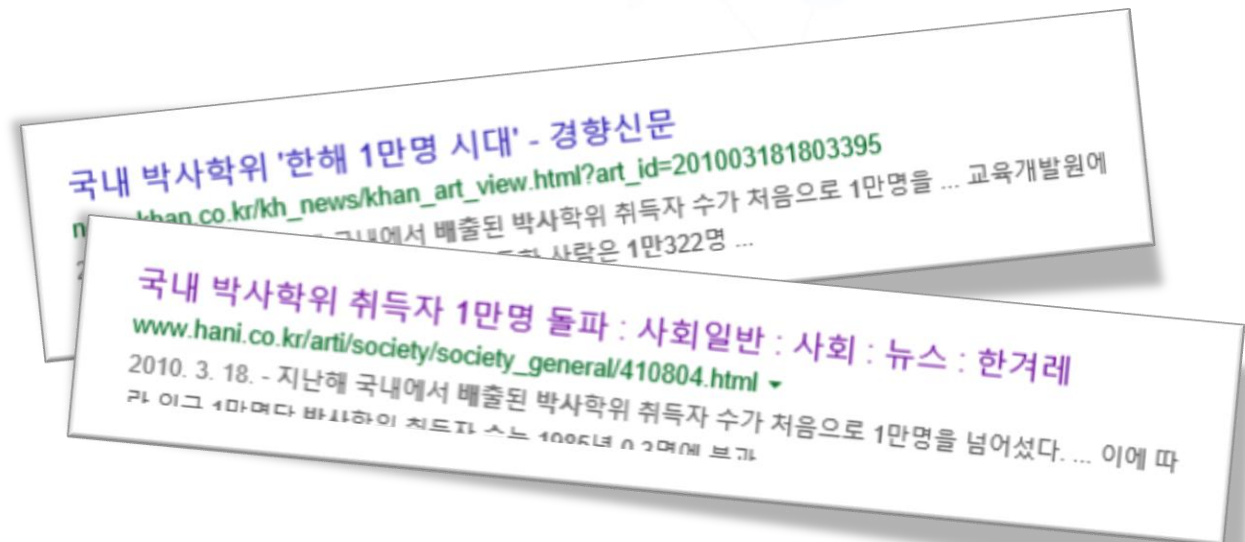 국내 박사학위 '한해 1만명 시대' - 경향신문
khan.co.kr/kh_news/khan_art_view.html?art_id=201003181803395
국내에서 배출된 박사학위 취득자 수가 처음으로 1만명을 ... 교육개발원에
사람은 1만322명 ...
국내 박사학위 취득자 1만명 돌파 : 사회일반 : 사회 : 뉴스 : 한겨레
www.hani.co.kr/arti/society/society_general/410804.html
2010. 3. 18. - 지난해 국내에서 배출된 박사학위 취득자 수가 처음으로 1만명을 넘어섰다. ... 이에 따